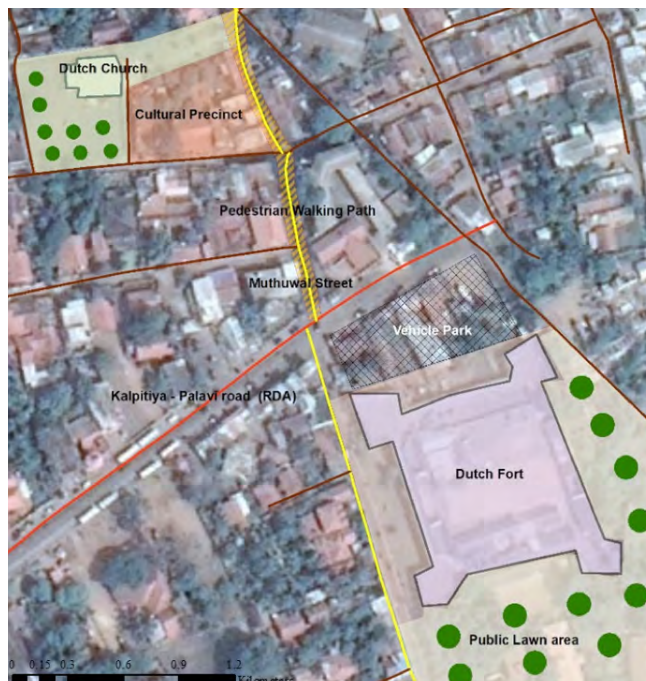 Dutch Church
Cultural Precinct
Pedestrian Walking Path
Muthuwal Street
Vehicle Park
Kalpitiya - Palavi road (RDA)
Dutch Fort
Public Lawn area
0 0.15 0.3 0.6 0.9 1.2
Kilometers